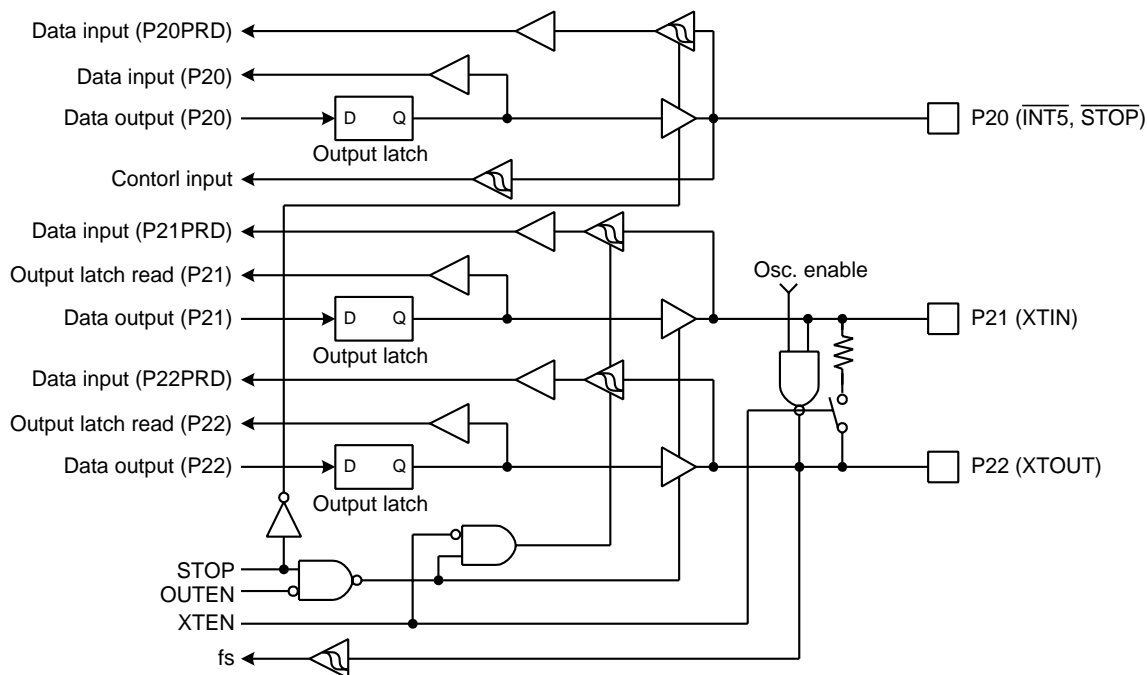 Data input (P20PRD)
Data input (P20)
Data output (P20)
D Q
Output latch
P20 (INT5, STOP)
Contorl input
Data input (P21PRD)
Output latch read (P21)
Osc. enable
Data output (P21)
D Q
Output latch
P21 (XTIN)
Data input (P22PRD)
Output latch read (P22)
Data output (P22)
D Q
Output latch
P22 (XTOUT)
STOP
OUTEN
XTEN
fs